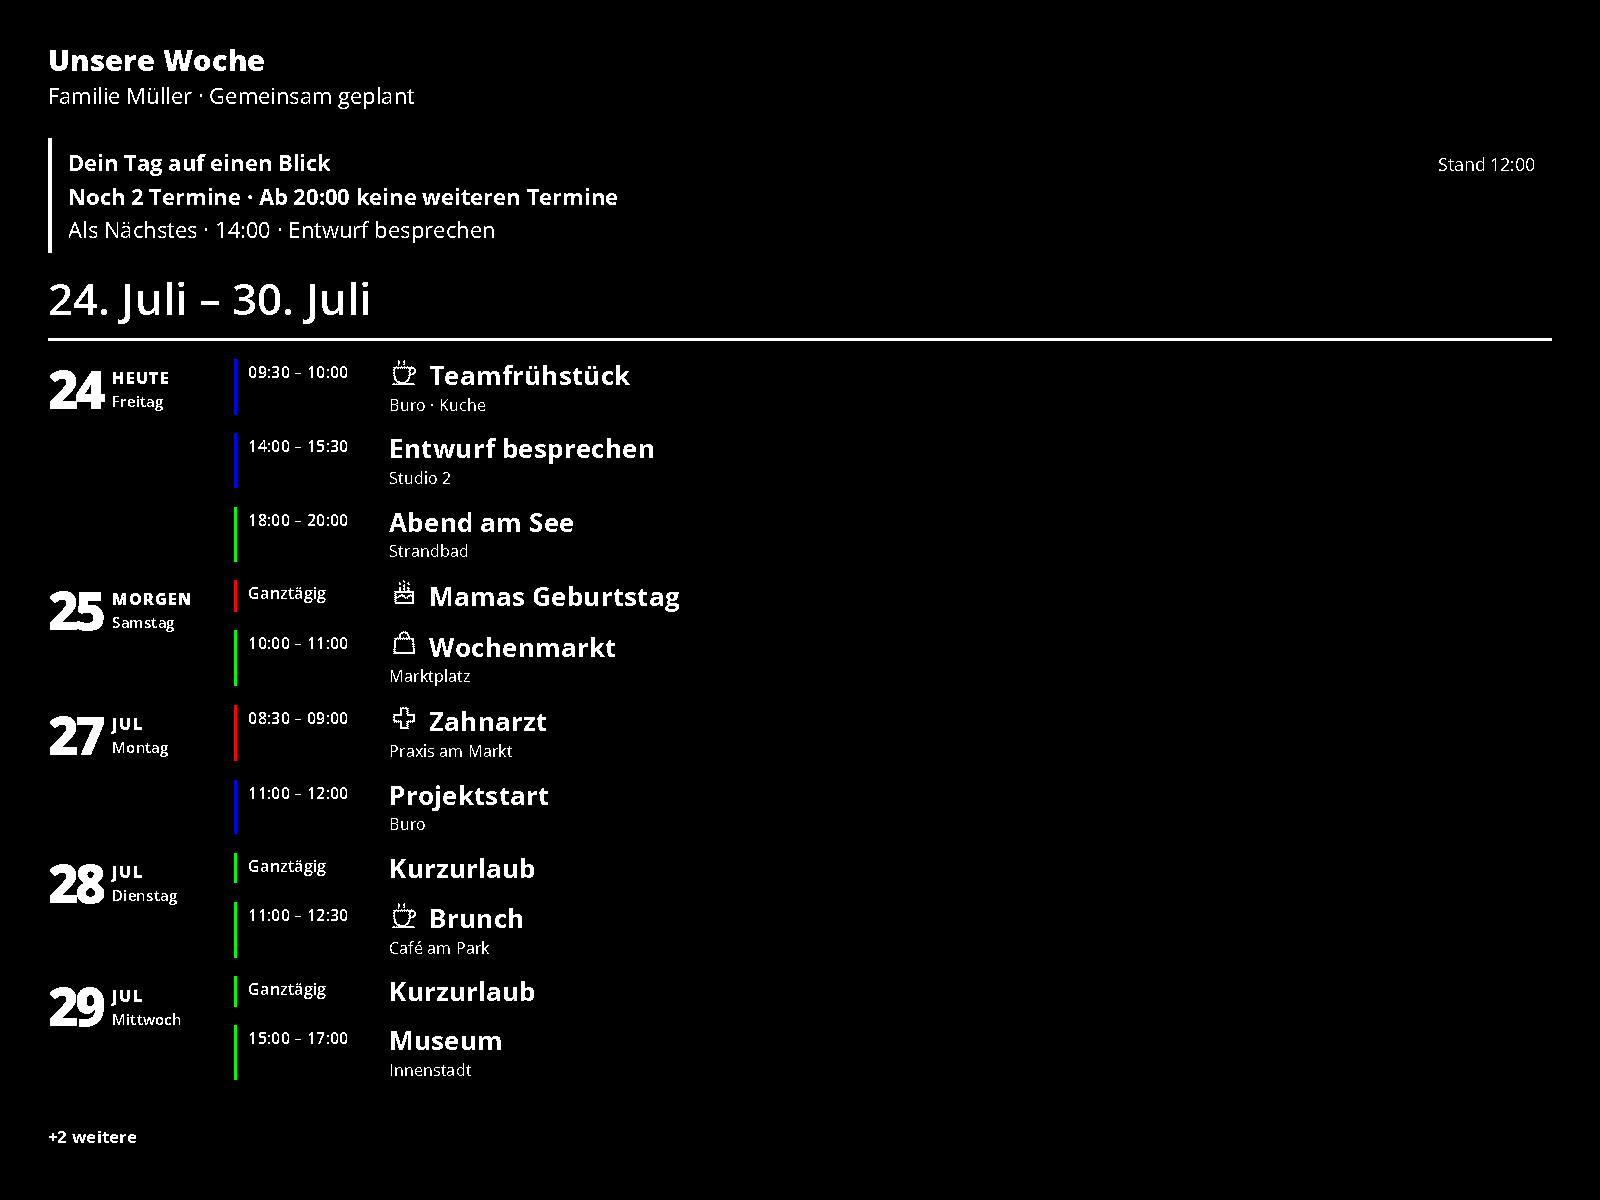 Unsere Woche
Familie Müller · Gemeinsam geplant
Dein Tag auf einen Blick
Stand 12:00
Noch 2 Termine · Ab 20:00 keine weiteren Termine
Als Nächstes · 14:00 · Entwurf besprechen
24. Juli – 30. Juli
24 HEUTE Freitag
09:30 – 10:00 Teamfrühstück
Buro · Kuche
14:00 – 15:30 Entwurf besprechen
Studio 2
18:00 – 20:00 Abend am See
Strandbad
25 MORGEN Samstag
Ganztägig Mamas Geburtstag
10:00 – 11:00 Wochenmarkt
Marktplatz
27 JUL Montag
08:30 – 09:00 Zahnarzt
Praxis am Markt
11:00 – 12:00 Projektstart
Buro
28 JUL Dienstag
Ganztägig Kurzurlaub
11:00 – 12:30 Brunch
Café am Park
29 JUL Mittwoch
Ganztägig Kurzurlaub
15:00 – 17:00 Museum
Innenstadt
+2 weitere